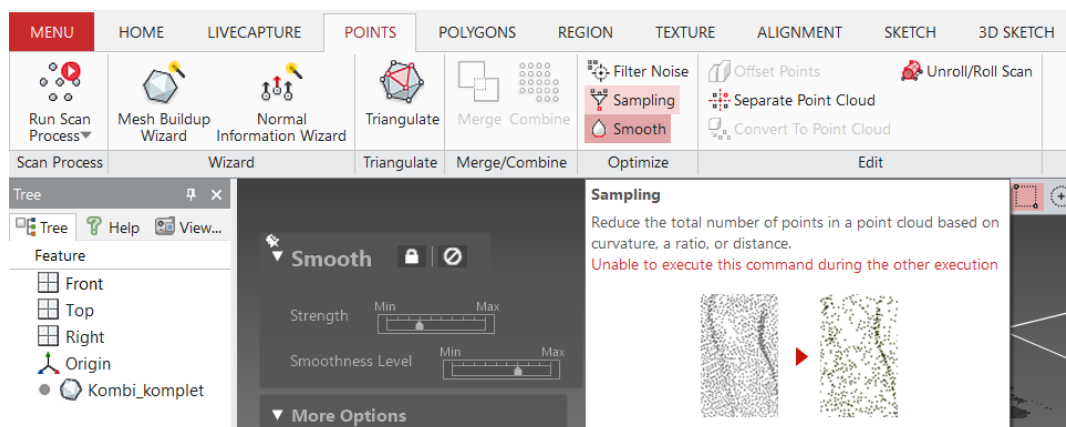 MENU HOME LIVECAPTURE POINTS POLYGONS REGION TEXTURE ALIGNMENT SKETCH 3D SKETCH
Run Scan
Process
Mesh Buildup
Wizard
Normal
Information Wizard
Triangulate
Merge Combine
Filter Noise
Sampling
Smooth
Offset Points
Separate Point Cloud
Convert To Point Cloud
Unroll/Roll Scan
Scan Process Wizard Triangulate Merge/Combine Optimize Edit
Tree
Tree Help View...
Feature
Front
Top
Right
Origin
Kombi_komplet
Smooth
Min Max
Strength
Min Max
Smoothness Level
More Options
Sampling
Reduce the total number of points in a point cloud based on
curvature, a ratio, or distance.
Unable to execute this command during the other execution